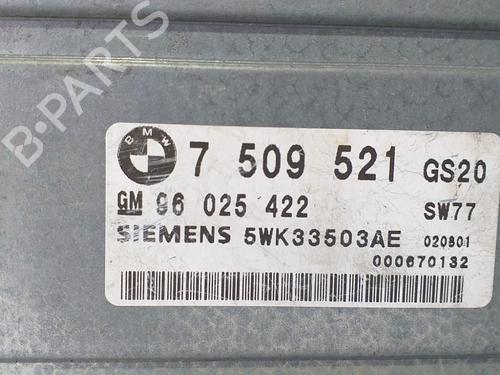 B-PARTS
BMW
7 509 521 GS20
GM 96 025 422 SW77
SIEMENS 5WK33503AE 020801
000670132